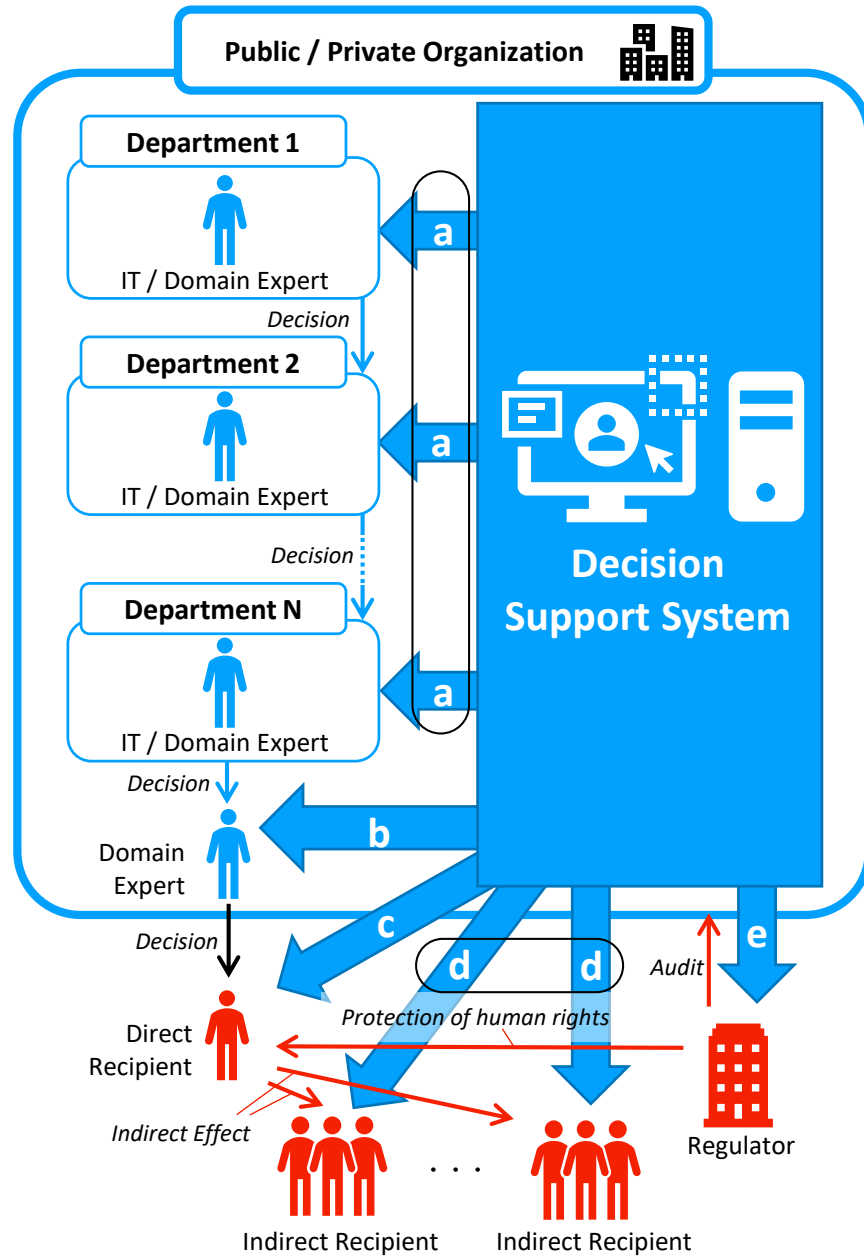 Public / Private Organization
Department 1
IT / Domain Expert
a
Decision
Department 2
IT / Domain Expert
a
Decision
Decision
Support System
Department N
IT / Domain Expert
a
Decision
Domain
Expert
b
c
Decision
d
d
e
Audit
Protection of human rights
Direct
Recipient
Indirect Effect
Regulator
. . .
Indirect Recipient
Indirect Recipient